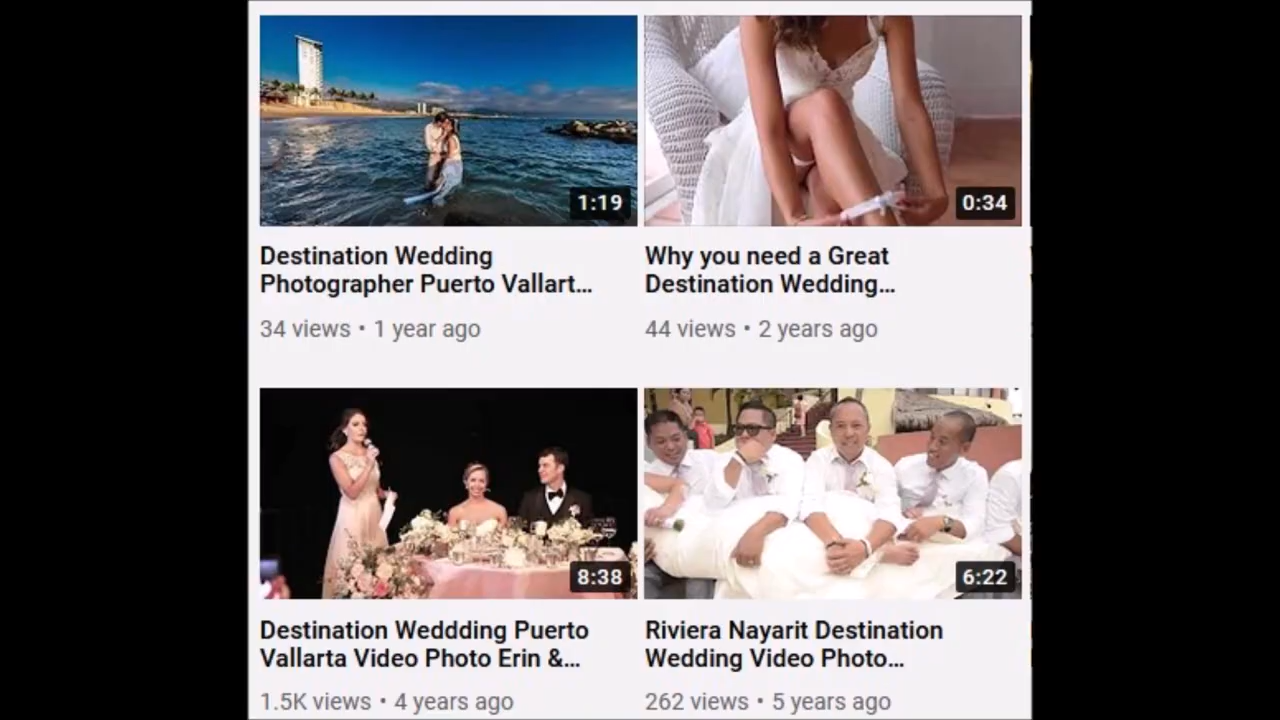 1:19
0:34
Destination Wedding
Photographer Puerto Vallart...
34 views • 1 year ago
Why you need a Great
Destination Wedding...
44 views • 2 years ago
8:38
6:22
Destination Weddding Puerto
Vallarta Video Photo Erin &...
1.5K views • 4 years ago
Riviera Nayarit Destination
Wedding Video Photo...
262 views • 5 years ago